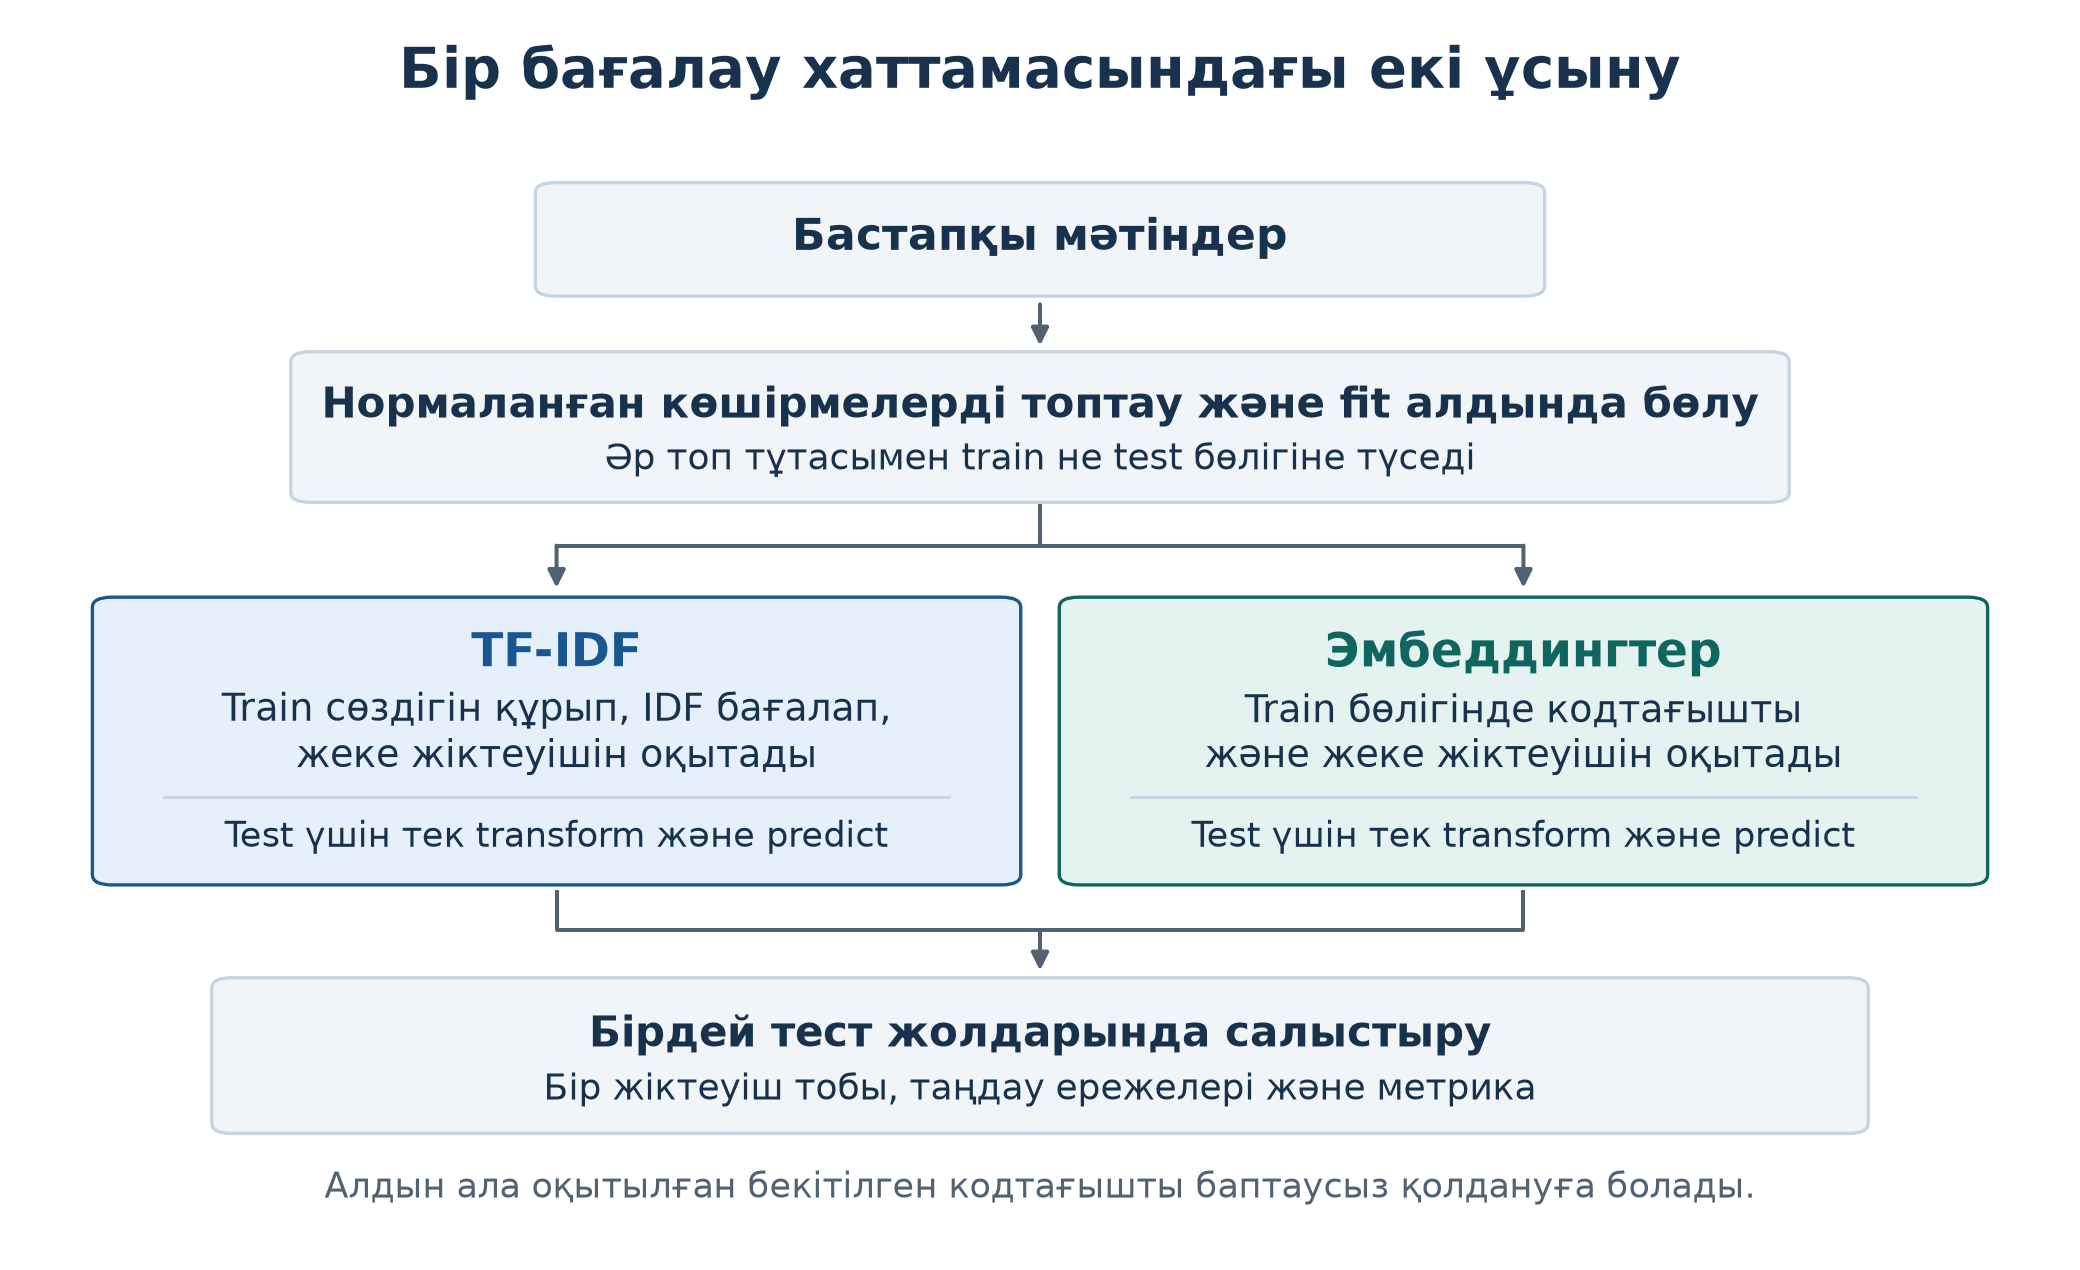 Бір бағалау хаттамасындағы екі ұсыну
Бастапқы мәтіндер
Нормаланған көшірмелерді топтау және fit алдында бөлу
Әр топ тұтасымен train не test бөлігіне түседі
TF-IDF
Train сөздігін құрып, IDF бағалап,
жеке жіктеуішін оқытады
Test үшін тек transform және predict
Эмбеддингтер
Train бөлігінде кодтағышты
және жеке жіктеуішін оқытады
Test үшін тек transform және predict
Бірдей тест жолдарында салыстыру
Бір жіктеуіш тобы, таңдау ережелері және метрика
Алдын ала оқытылған бекітілген кодтағышты баптаусыз қолдануға болады.